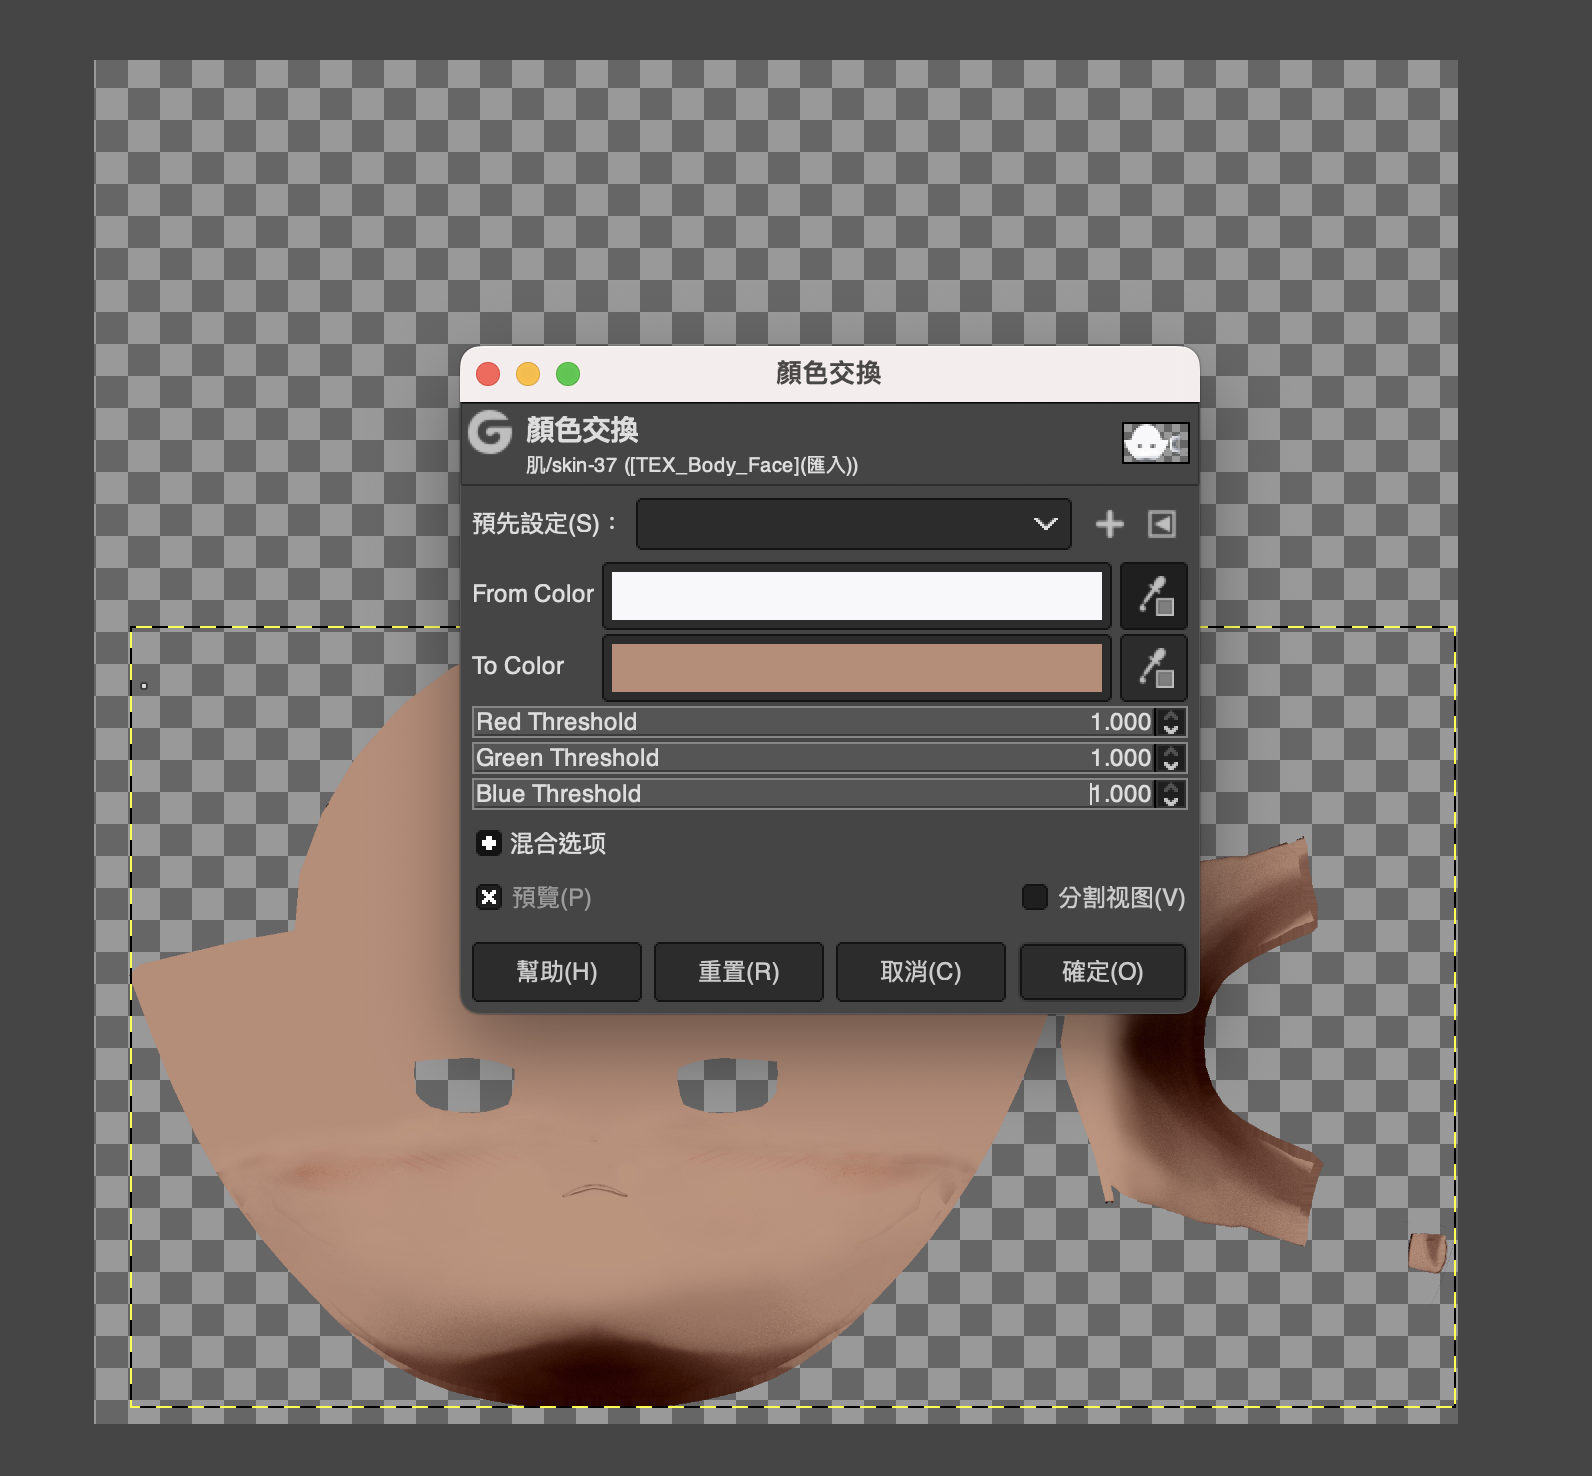 顏色交換
顏色交換
肌/skin-37 ([TEX_Body_Face](匯入))
預先設定(S)：
From Color
To Color
Red Threshold 1.000
Green Threshold 1.000
Blue Threshold 1.000
混合选项
預覽(P) 分割视图(V)
幫助(H) 重置(R) 取消(C) 確定(O)